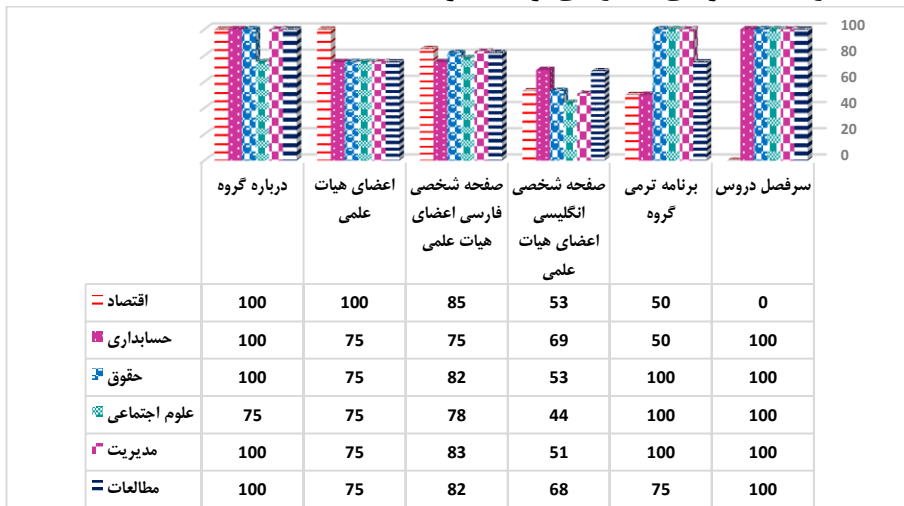 100
80
60
40
20
0
درباره گروه
اعضای هیات
علمی
صفحه شخصی
فارسی اعضای
هیات علمی
صفحه شخصی
انگلیسی
اعضای هیات
علمی
برنامه ترمی
گروه
سرفصل دروس
اقتصاد 100 100 85 53 50 0
حسابداری 100 75 75 69 50 100
حقوق 100 75 82 53 100 100
علوم اجتماعی 75 75 78 44 100 100
مدیریت 100 75 83 51 100 100
مطالعات 100 75 82 68 75 100